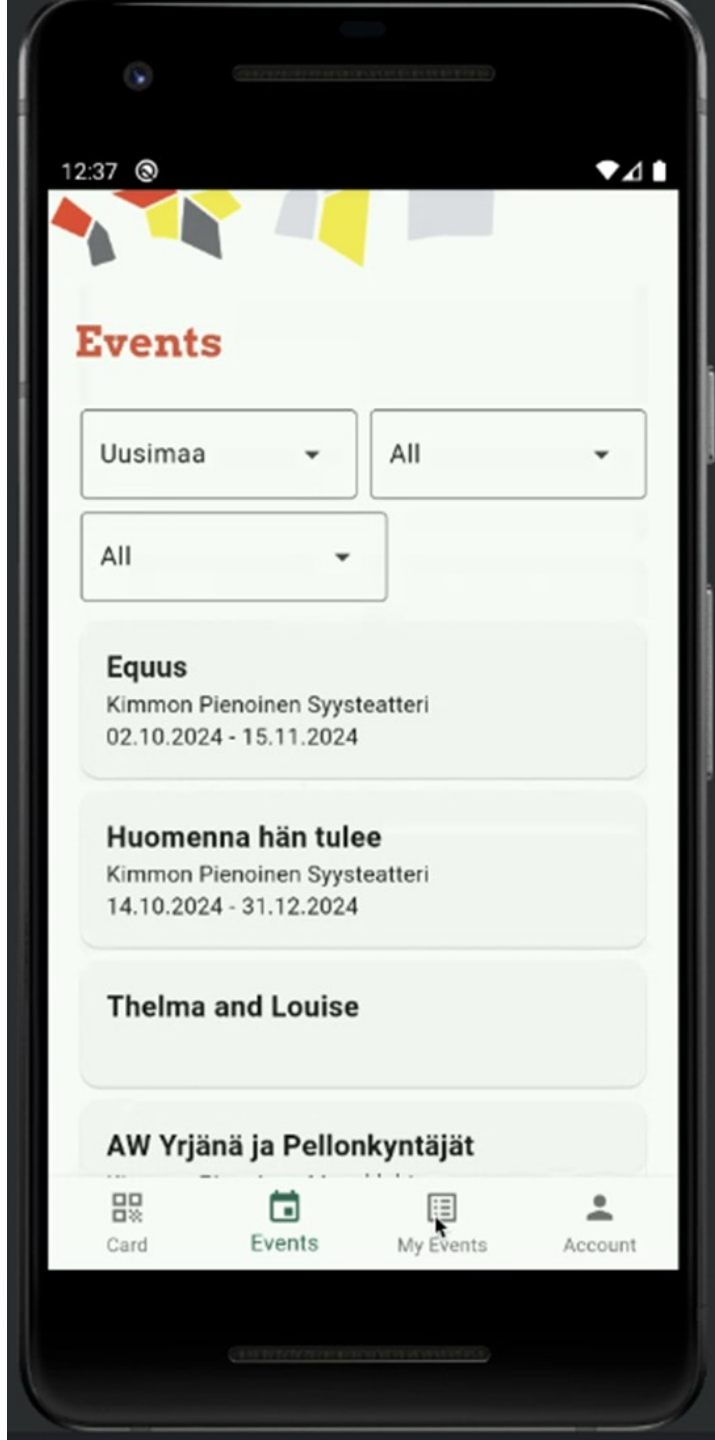 12:37
Events
Uusimaa
All
All
Equus
Kimmon Pienoinen Syysteatteri
02.10.2024 - 15.11.2024
Huomenna hän tulee
Kimmon Pienoinen Syysteatteri
14.10.2024 - 31.12.2024
Thelma and Louise
AW Yrjänä ja Pellonkyntäjät
Card
Events
My Events
Account